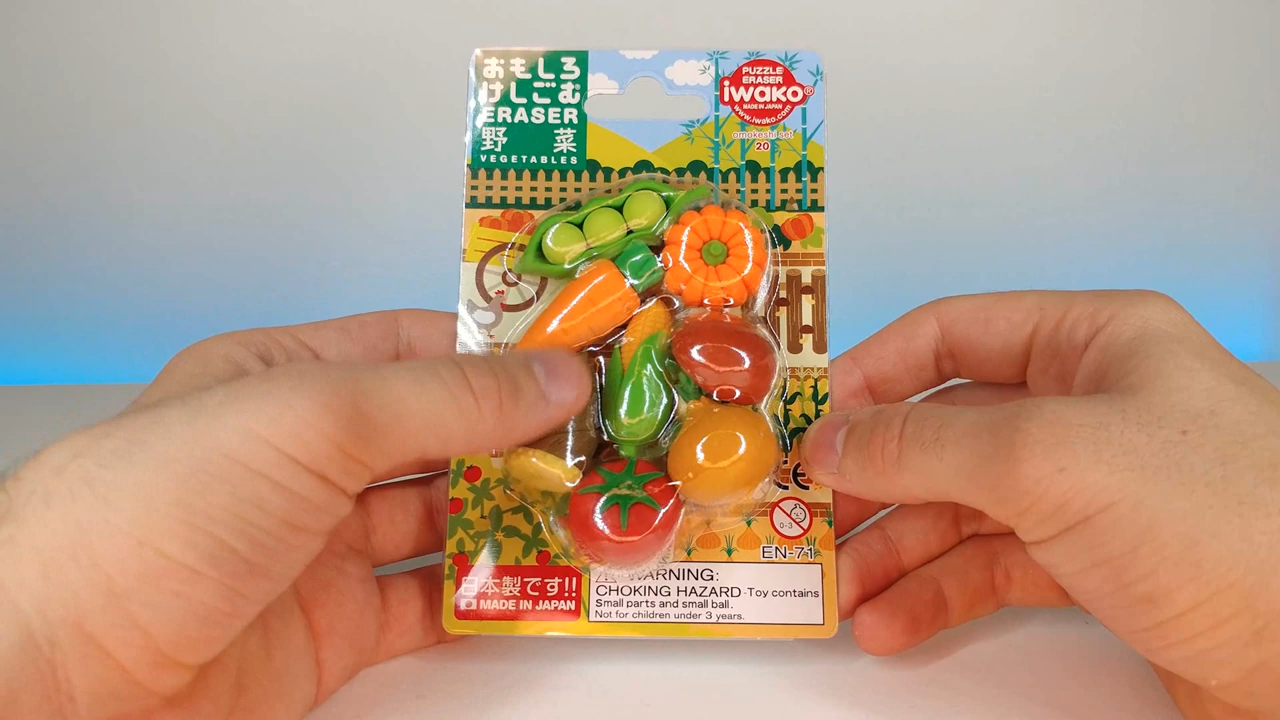 おもしろ
けしごむ
ERASER
野菜
VEGETABLES
PUZZLE
ERASER
iwako®
MADE IN JAPAN
www.iwako.com
omokeshi set
20
CE
0-3
EN-71
日本製です!!
MADE IN JAPAN
WARNING:
CHOKING HAZARD-Toy contains
Small parts and small ball.
Not for children under 3 years.